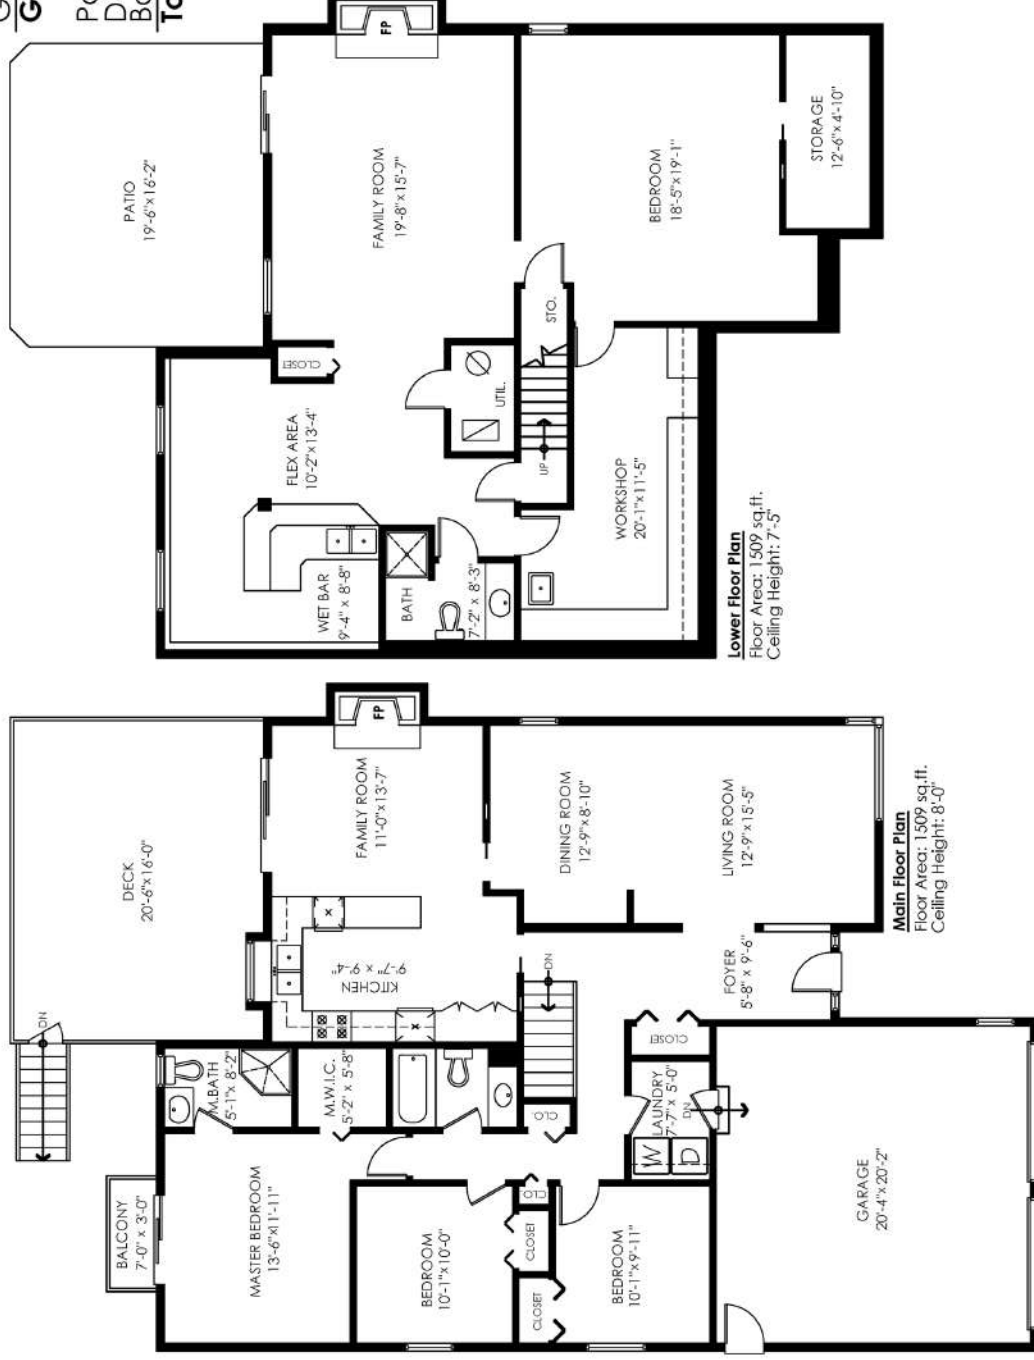 G
G
Po
D
Ba
To
PATIO
19'-6"x16'-2"
FP
FAMILY ROOM
19'-8"x15'-7"
BEDROOM
18'-5"x19'-1"
STORAGE
12'-6"x4'-10"
CLOSET
FLEX AREA
10'-2"x13'-4"
UTIL.
STO.
UP
WET BAR
9'-4" x 8'-8"
BATH
7'-2" x 8'-3"
WORKSHOP
20'-1"x11'-5"
Lower Floor Plan
Floor Area: 1509 sq.ft.
Ceiling Height: 7'-5"
DECK
20'-6"x16'-0"
DN
FP
FAMILY ROOM
11'-0"x13'-7"
DINING ROOM
12'-9"x8'-10"
LIVING ROOM
12'-9"x15'-5"
KITCHEN
9'-7" x 9'-4"
DN
FOYER
5'-8" x 9'-6"
CLOSET
Main Floor Plan
Floor Area: 1509 sq.ft.
Ceiling Height: 8'-0"
M.BATH
5'-1"x 8'-2"
M.W.I.C.
5'-2" x 5'-8"
CLO.
LAUNDRY
7'-7" x 5'-0"
DN
W
D
BALCONY
7'-0" x 3'-0"
MASTER BEDROOM
13'-6"x11'-11"
BEDROOM
10'-1"x10'-0"
CLO
CLOSET
CLOSET
BEDROOM
10'-1"x9'-11"
GARAGE
20'-4"x20'-2"